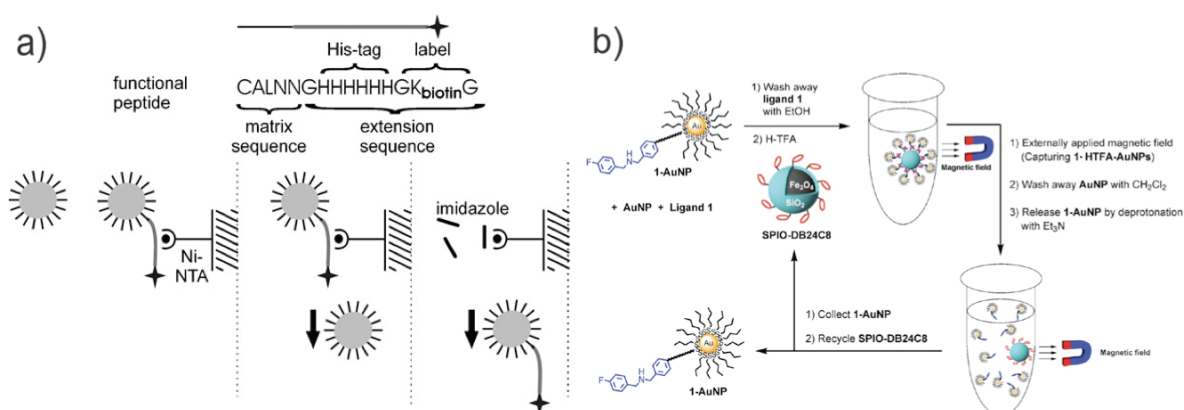 a)
His-tag label
functional
peptide
CALNNGHHHHHHGKbiotinG
matrix
sequence
extension
sequence
Ni-
NTA
imidazole
b)
1) Wash away
ligand 1
with EtOH
2) H-TFA
Au
F
H
N
1-AuNP
+ AuNP + Ligand 1
Fe3O4
SiO2
SPIO-DB24C8
Magnetic field
1) Externally applied magnetic field
(Capturing 1- HTFA-AuNPs)
2) Wash away AuNP with CH2Cl2
3) Release 1-AuNP by deprotonation
with Et3N
Magnetic field
1) Collect 1-AuNP
2) Recycle SPIO-DB24C8
Au
F
H
N
1-AuNP